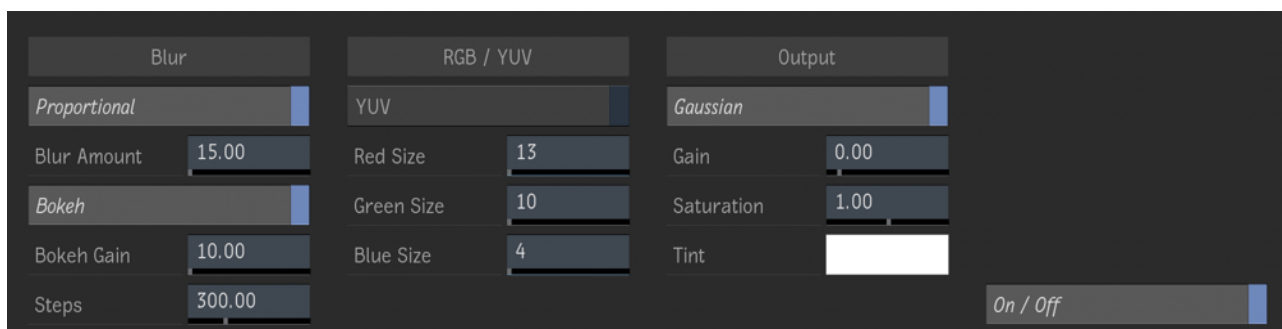 Blur
Proportional
Blur Amount 15.00
Bokeh
Bokeh Gain 10.00
Steps 300.00
RGB / YUV
YUV
Red Size 13
Green Size 10
Blue Size 4
Output
Gaussian
Gain 0.00
Saturation 1.00
Tint
On / Off